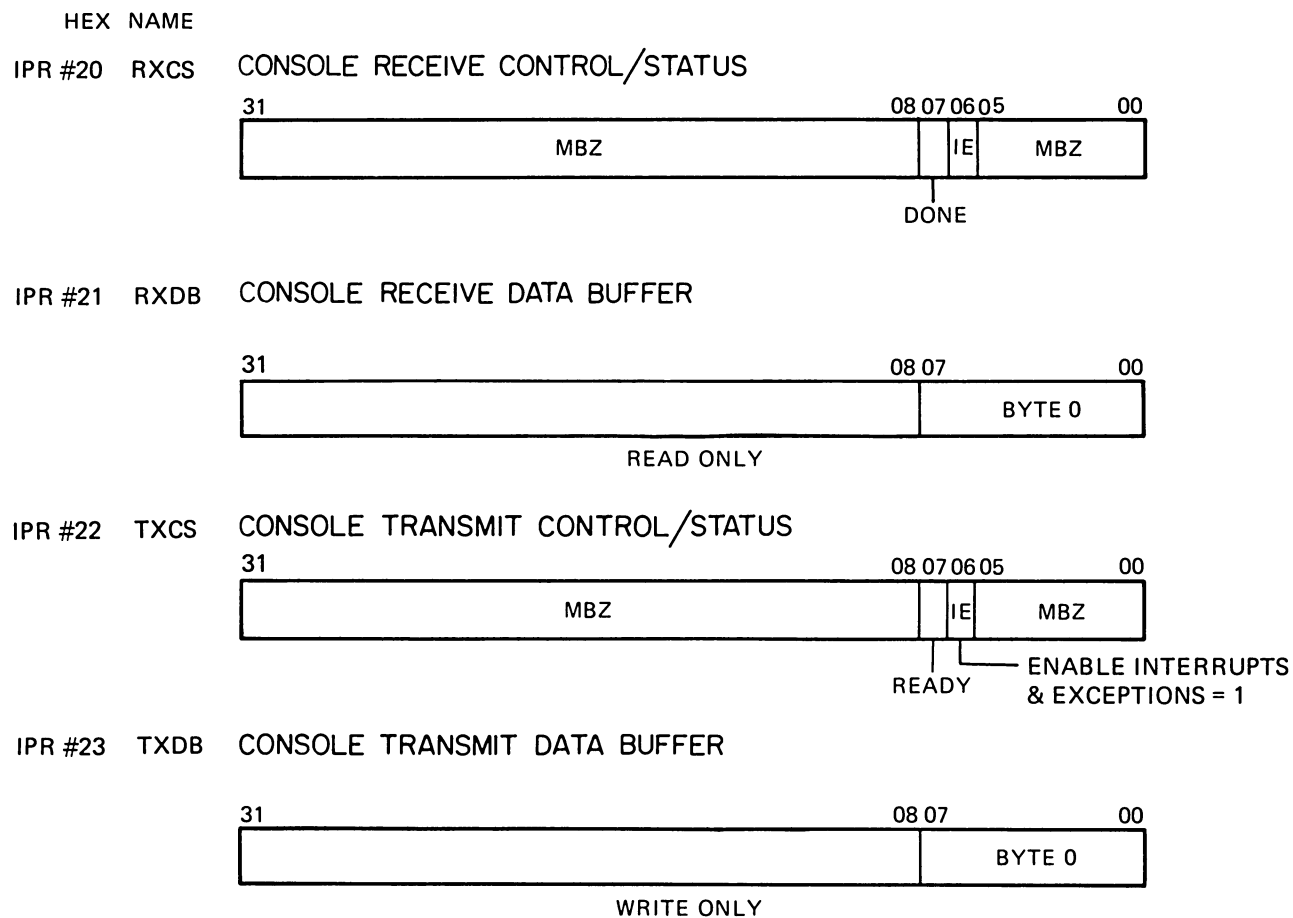 HEX NAME
IPR #20 RXCS CONSOLE RECEIVE CONTROL/STATUS
31 08 07 06 05 00
MBZ IE MBZ
DONE
IPR #21 RXDB CONSOLE RECEIVE DATA BUFFER
31 08 07 00
BYTE 0
READ ONLY
IPR #22 TXCS CONSOLE TRANSMIT CONTROL/STATUS
31 08 07 06 05 00
MBZ IE MBZ
READY ENABLE INTERRUPTS
& EXCEPTIONS = 1
IPR #23 TXDB CONSOLE TRANSMIT DATA BUFFER
31 08 07 00
BYTE 0
WRITE ONLY